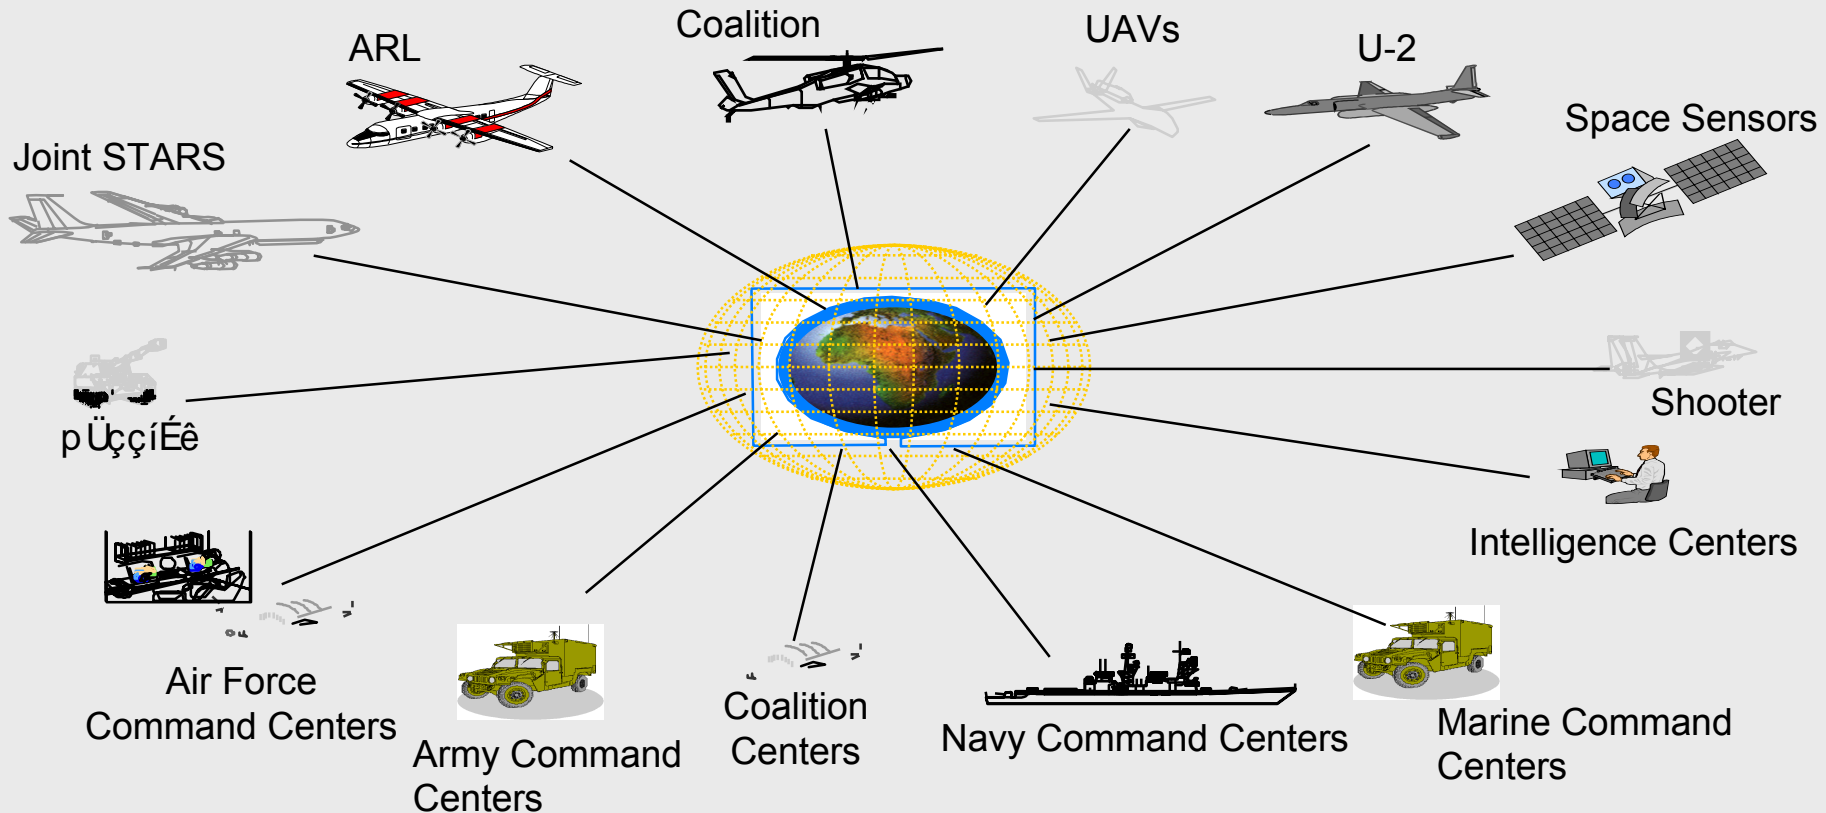 Coalition
UAVs
ARL
U-2
Space Sensors
Joint STARS
Shooter
pÜççíÉê
Intelligence Centers
Air Force
Command Centers
Army Command
Centers
Coalition
Centers
Navy Command Centers
Marine Command
Centers